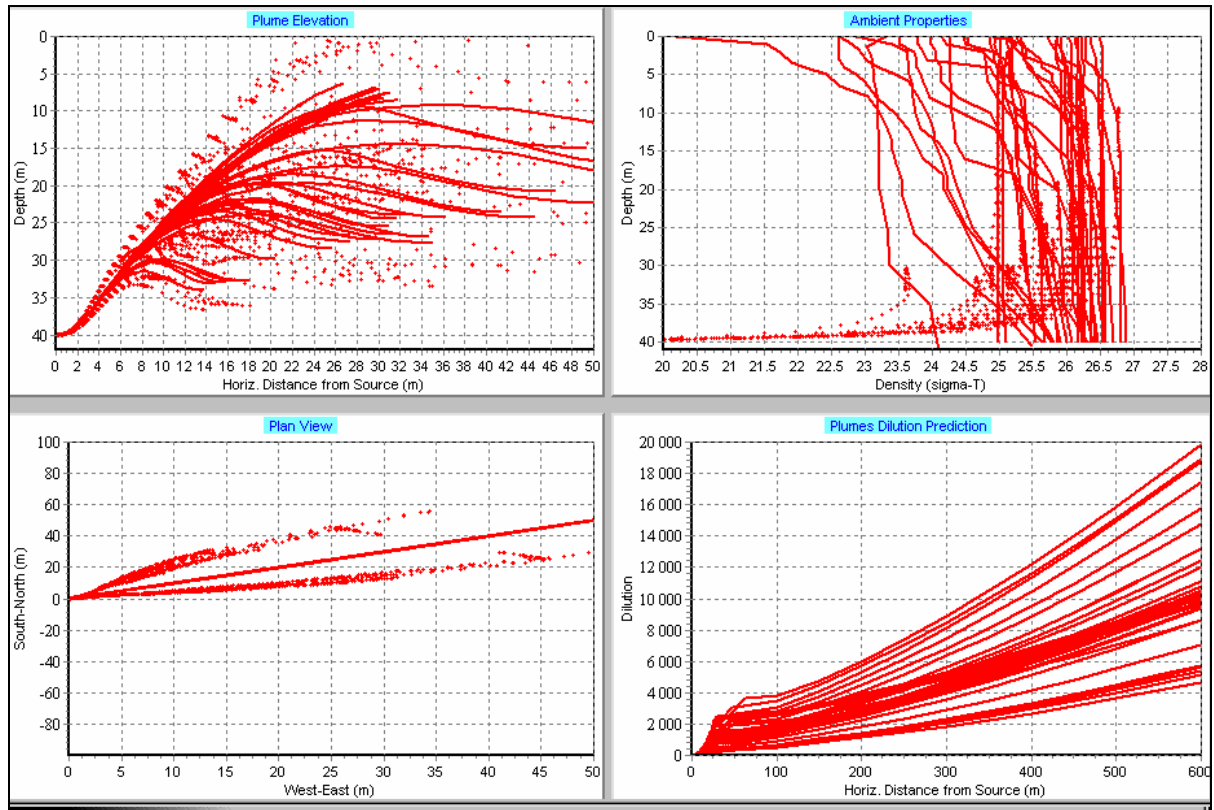 Plume Elevation
0
5
10
15
20
25
30
35
40
Depth (m)
0 2 4 6 8 10 12 14 16 18 20 22 24 26 28 30 32 34 36 38 40 42 44 46 48 50
Horiz. Distance from Source (m)
Ambient Properties
0
5
10
15
20
25
30
35
40
Depth (m)
20 20.5 21 21.5 22 22.5 23 23.5 24 24.5 25 25.5 26 26.5 27 27.5 28
Density (sigma-T)
Plan View
100
80
60
40
20
0
-20
-40
-60
-80
South-North (m)
0 5 10 15 20 25 30 35 40 45 50
West-East (m)
Plumes Dilution Prediction
20 000
18 000
16 000
14 000
12 000
10 000
8 000
6 000
4 000
2 000
0
Dilution
0 100 200 300 400 500 600
Horiz. Distance from Source (m)